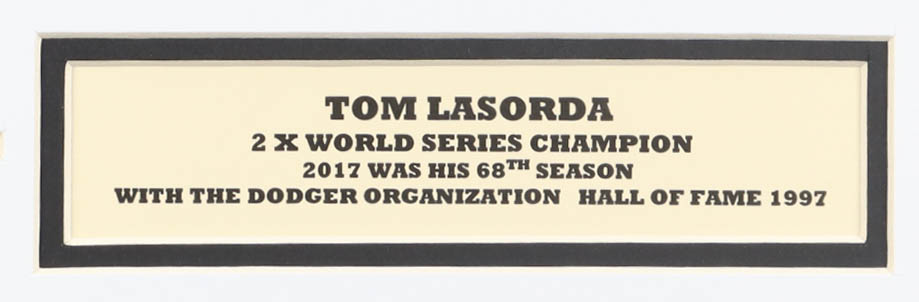 TOM LASORDA
2 X WORLD SERIES CHAMPION
2017 WAS HIS 68TH SEASON
WITH THE DODGER ORGANIZATION HALL OF FAME 1997